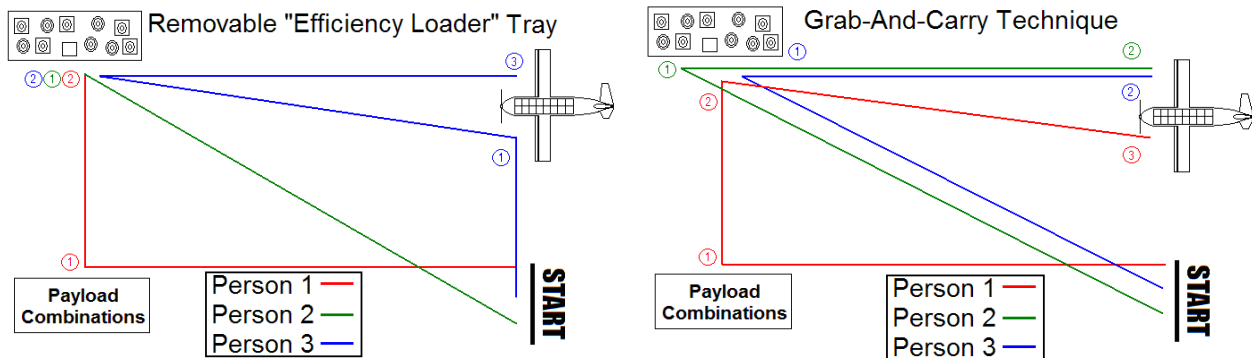 Removable "Efficiency Loader" Tray
2 1 2
3
1
1
Payload
Combinations
Person 1
Person 2
Person 3
START
Grab-And-Carry Technique
1
2
1
2
2
3
1
Payload
Combinations
Person 1
Person 2
Person 3
START